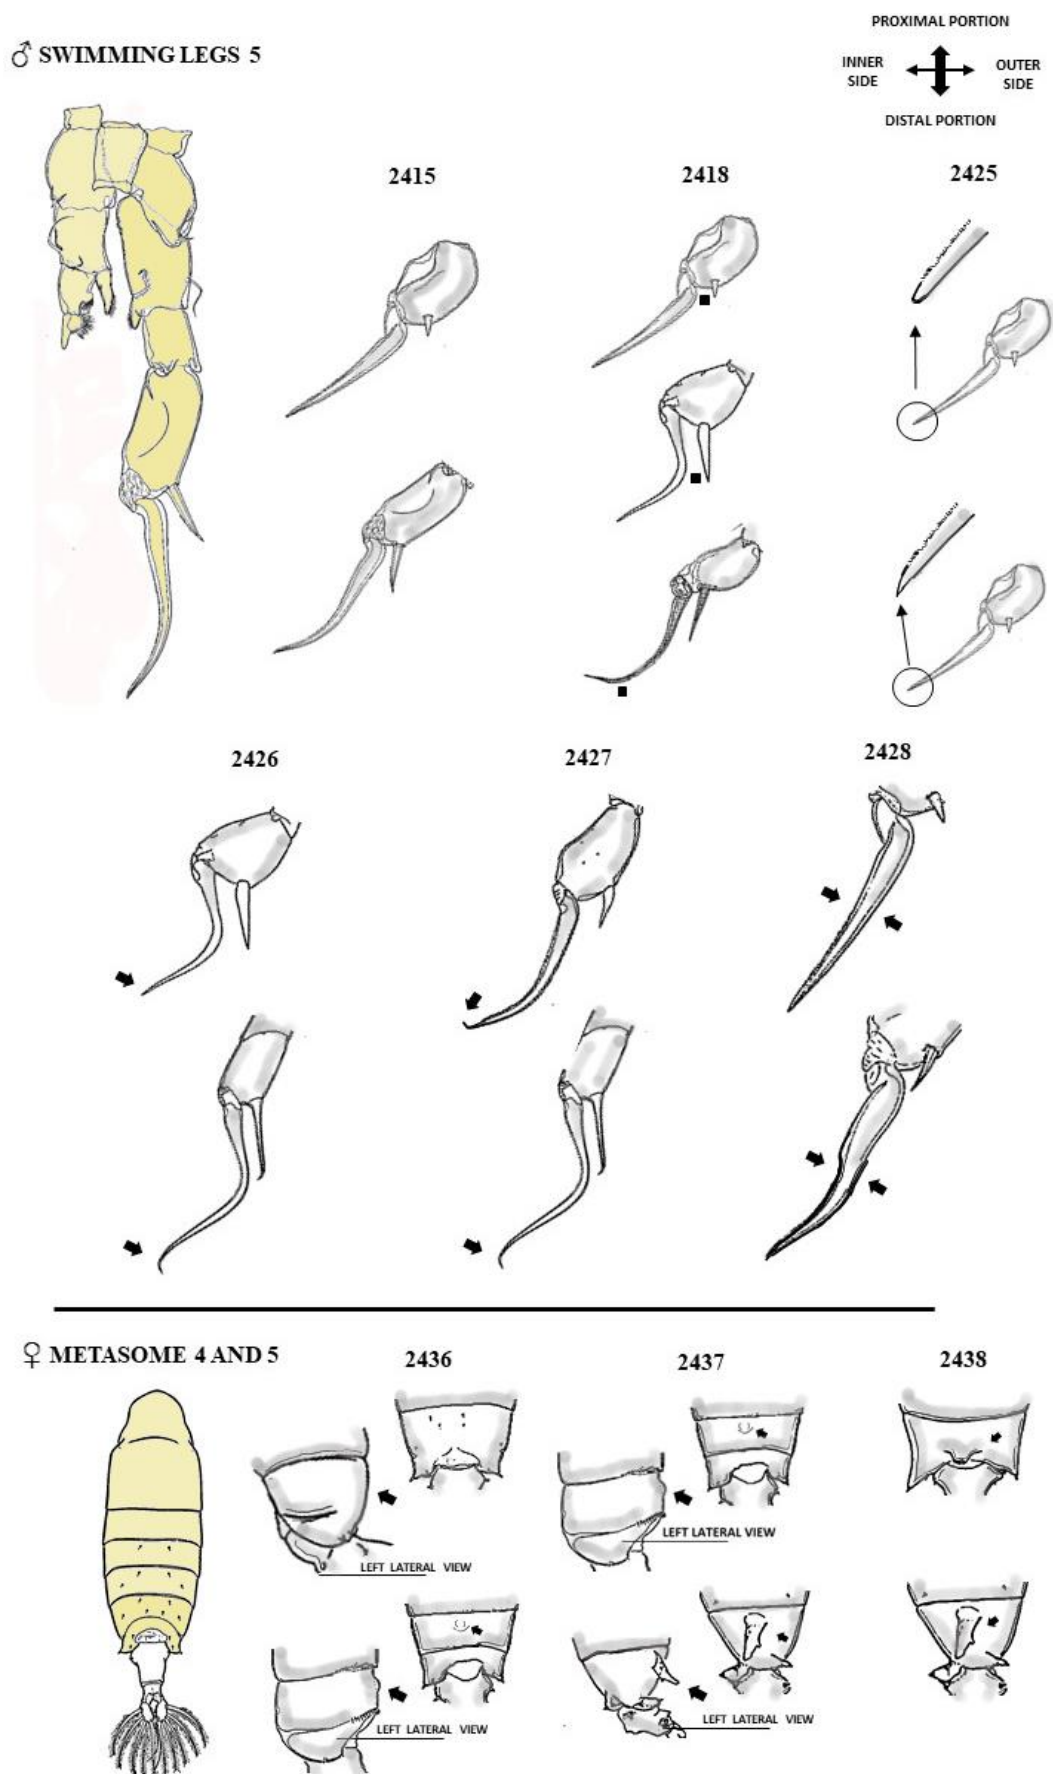 ♂ SWIMMING LEGS 5
PROXIMAL PORTION
INNER SIDE
OUTER SIDE
DISTAL PORTION
2415
2418
2425
2426
2427
2428
♀ METASOME 4 AND 5
2436
2437
2438
LEFT LATERAL VIEW
LEFT LATERAL VIEW
LEFT LATERAL VIEW
LEFT LATERAL VIEW